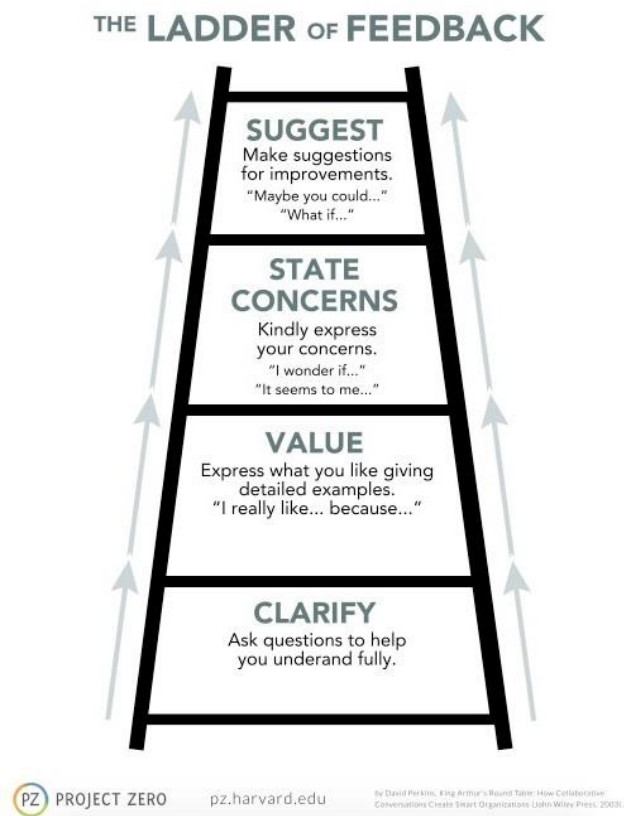 THE LADDER OF FEEDBACK
SUGGEST
Make suggestions
for improvements.
“Maybe you could...”
“What if...”
STATE
CONCERNS
Kindly express
your concerns.
“I wonder if...”
“It seems to me...”
VALUE
Express what you like giving
detailed examples.
“I really like... because...”
CLARIFY
Ask questions to help
you underand fully.
PZ PROJECT ZERO
pz.harvard.edu
by David Perkins, King Arthur's Round Table: How Collaborative
Conversations Create Smart Organizations (John Wiley Press, 2003).